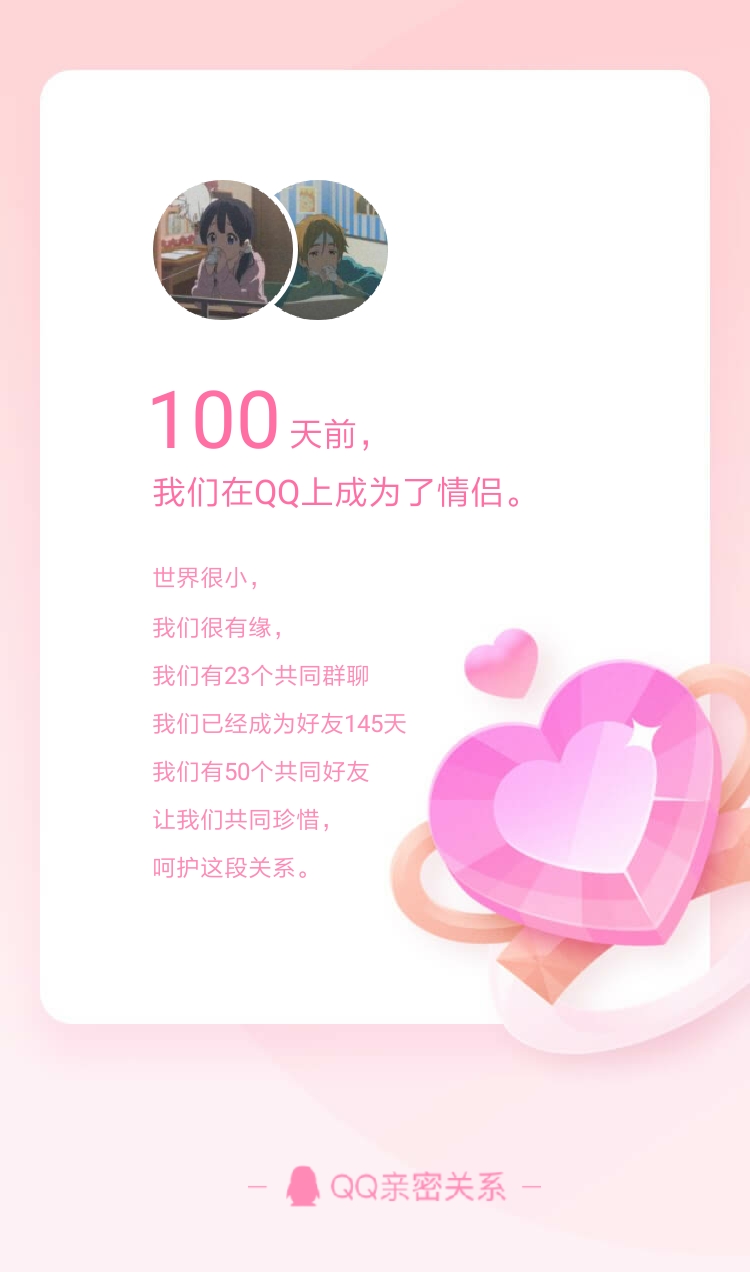 100 天前，
我们在QQ上成为了情侣。
世界很小，
我们很有缘，
我们有23个共同群聊
我们已经成为好友145天
我们有50个共同好友
让我们共同珍惜，
呵护这段关系。
QQ亲密关系